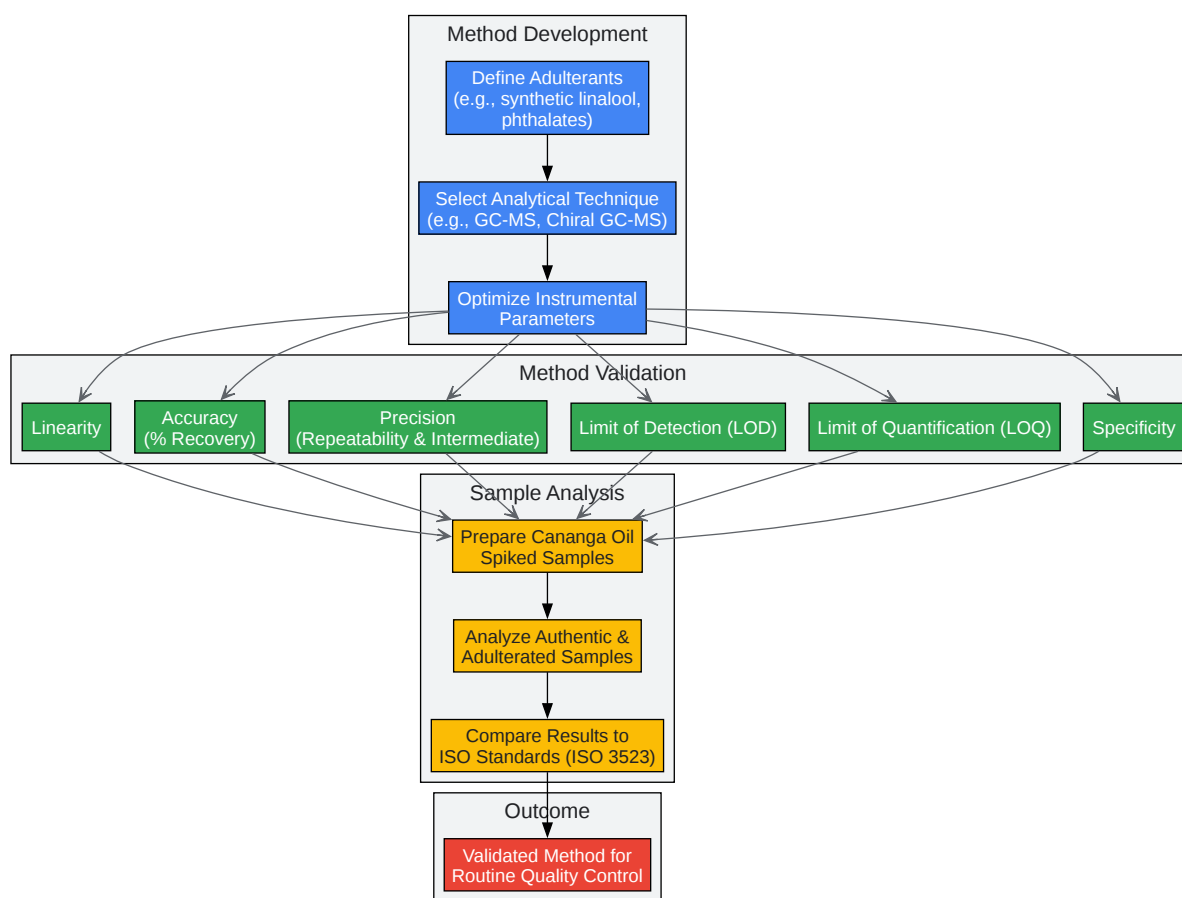 Method Development
Define Adulterants
(e.g., synthetic linalool,
phthalates)
Select Analytical Technique
(e.g., GC-MS, Chiral GC-MS)
Optimize Instrumental
Parameters
Method Validation
Linearity
Accuracy
(% Recovery)
Precision
(Repeatability & Intermediate)
Limit of Detection (LOD)
Limit of Quantification (LOQ)
Specificity
Sample Analysis
Prepare Cananga Oil
Spiked Samples
Analyze Authentic &
Adulterated Samples
Compare Results to
ISO Standards (ISO 3523)
Outcome
Validated Method for
Routine Quality Control